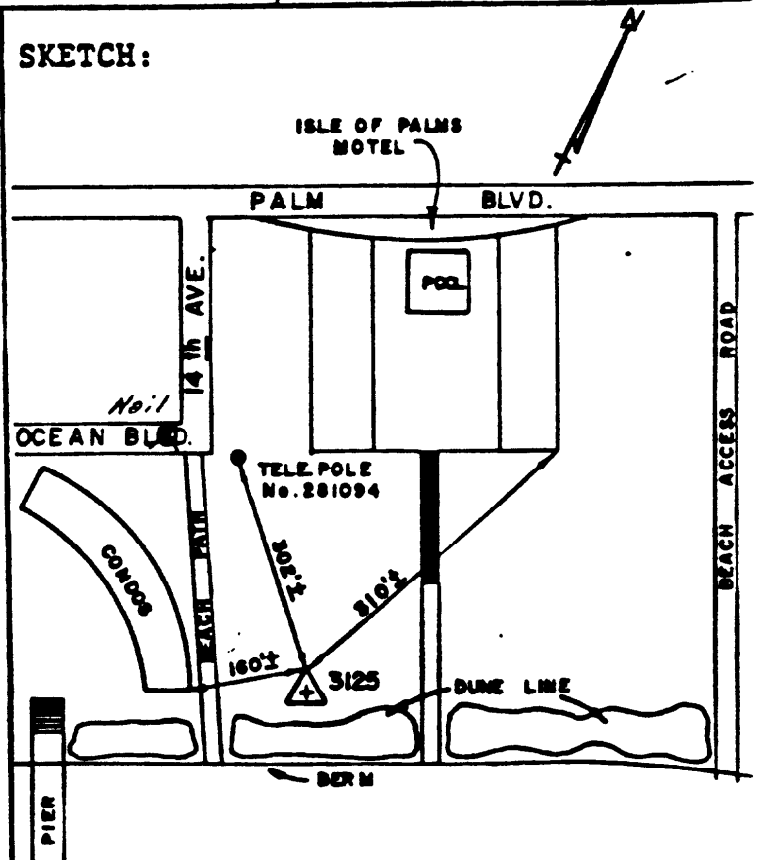 SKETCH:
N
ISLE OF PALMS
MOTEL
PALM BLVD.
POOL
14th AVE.
BEACH ACCESS ROAD
Nail
OCEAN BLVD.
TELE. POLE
No. 281094
CONDOS
BEACH PATH
302'±
310'±
160'±
3125
DUNE LINE
BERM
PIER